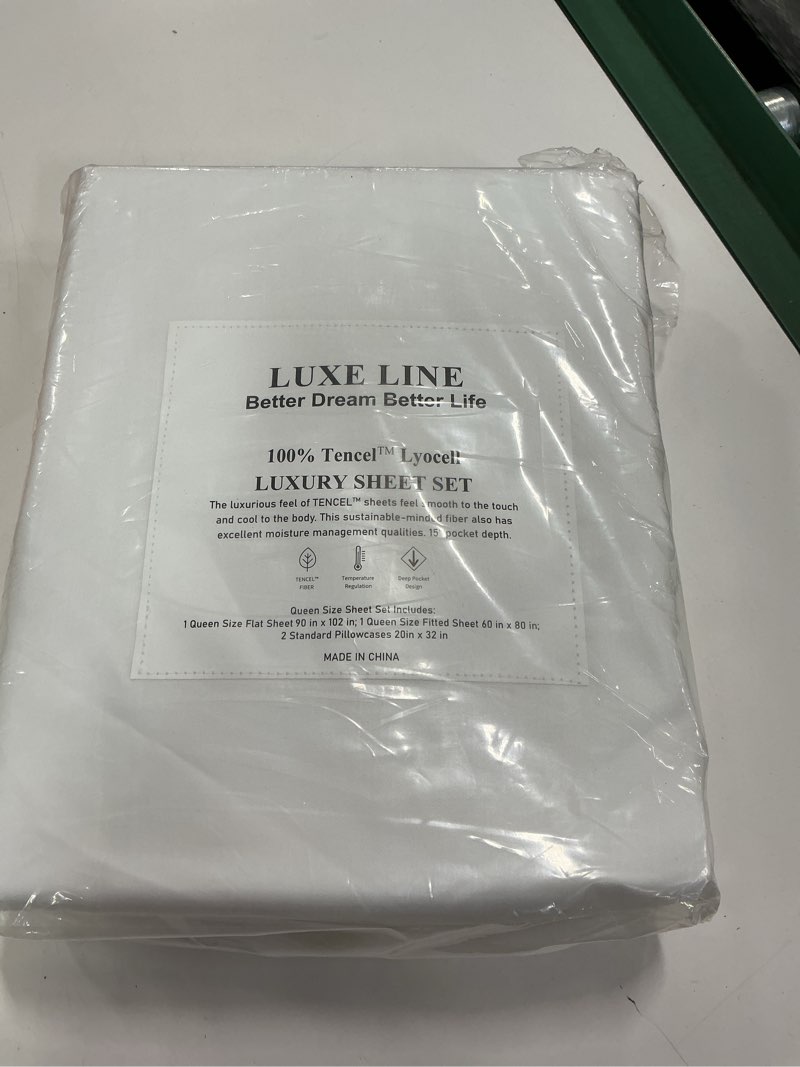 LUXE LINE
Better Dream Better Life
100% Tencel™ Lyocell
LUXURY SHEET SET
The luxurious feel of TENCEL™ sheets feel smooth to the touch
and cool to the body. This sustainable-minded fiber also has
excellent moisture management qualities. 15" pocket depth.
TENCEL™
FIBER
Temperature
Regulation
Deep Pocket
Design
Queen Size Sheet Set Includes:
1 Queen Size Flat Sheet 90 in x 102 in; 1 Queen Size Fitted Sheet 60 in x 80 in;
2 Standard Pillowcases 20in x 32 in
MADE IN CHINA